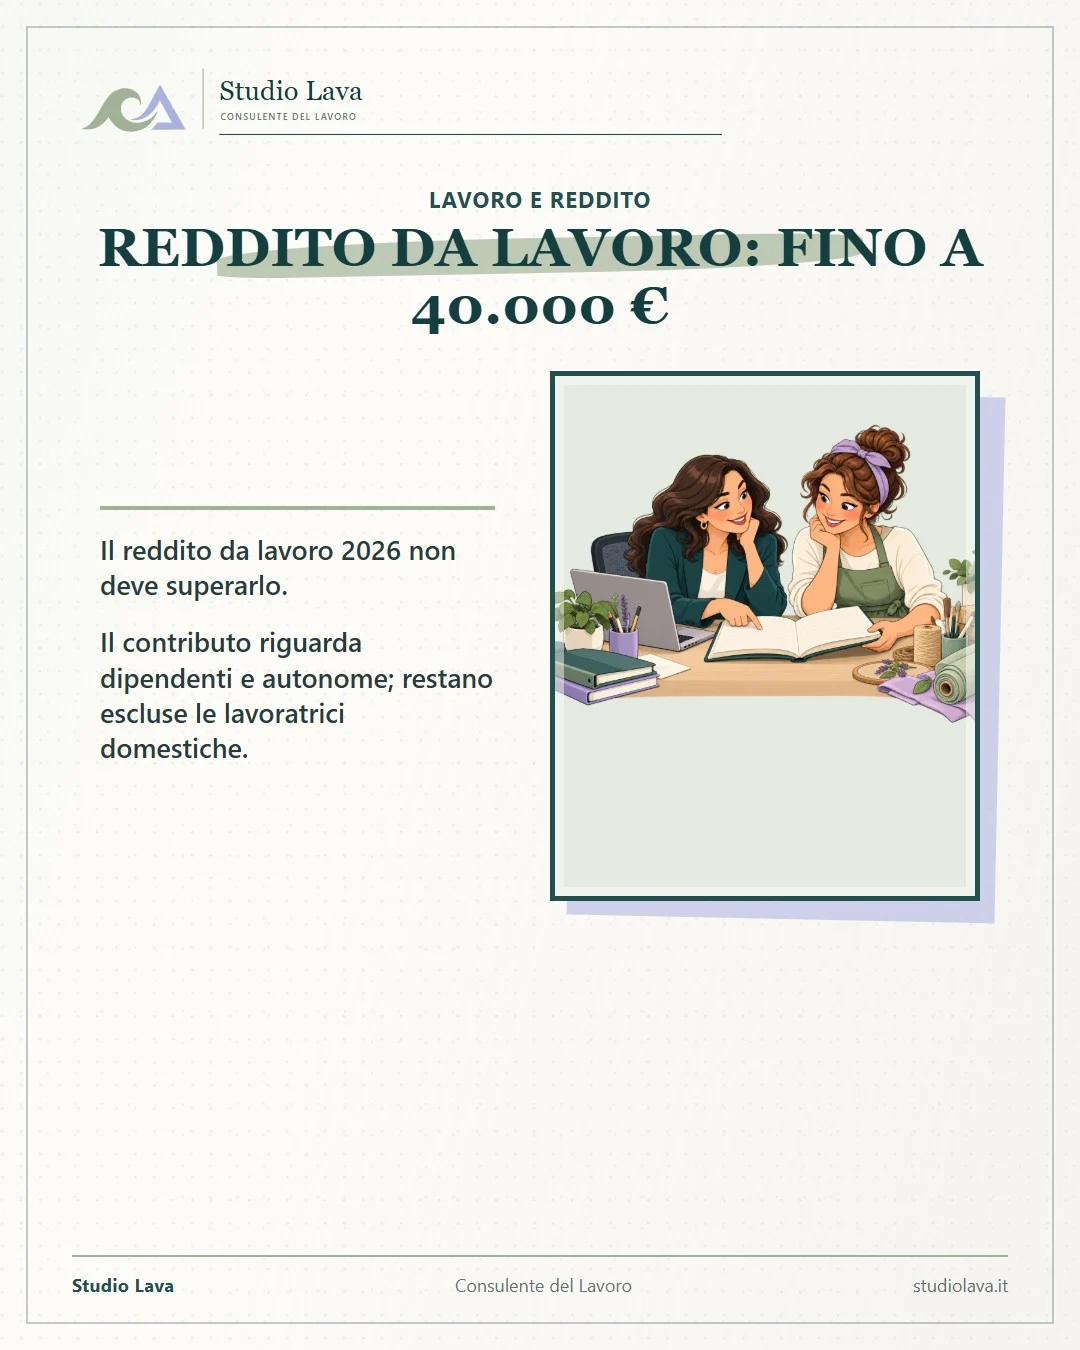 Studio Lava
CONSULENTE DEL LAVORO
LAVORO E REDDITO
REDDITO DA LAVORO: FINO A
40.000 €
Il reddito da lavoro 2026 non
deve superarlo.
Il contributo riguarda
dipendenti e autonome; restano
escluse le lavoratrici
domestiche.
Studio Lava
Consulente del Lavoro
studiolava.it